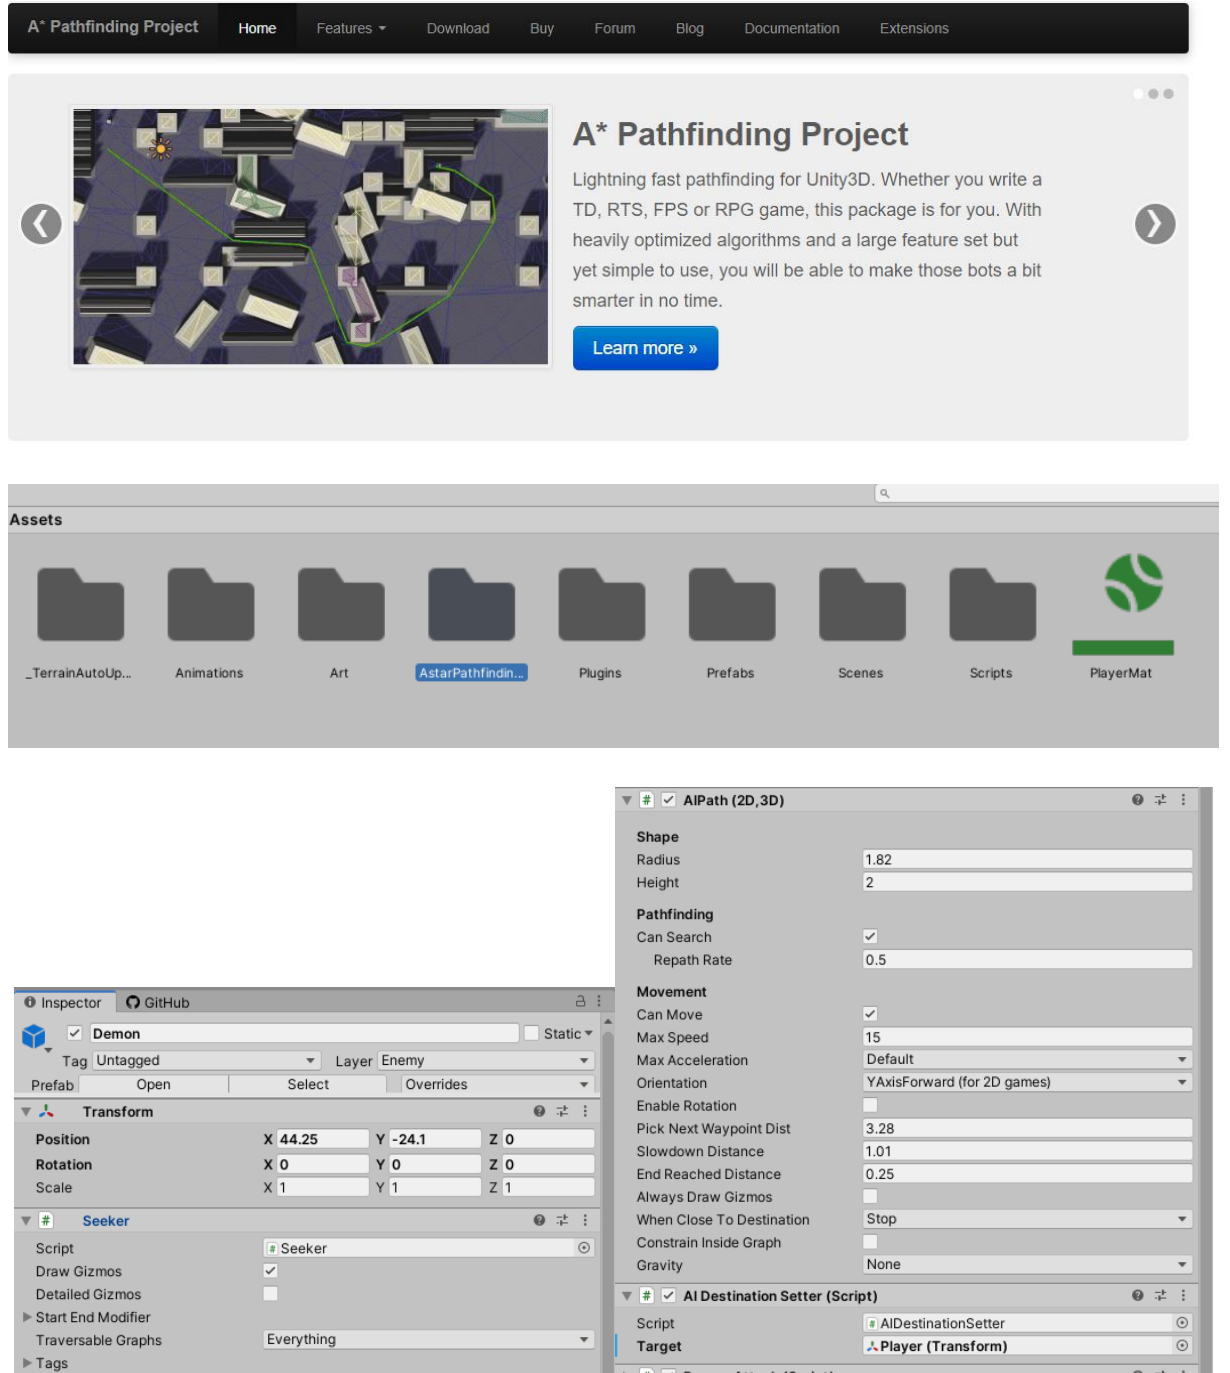 A* Pathfinding Project Home Features Download Buy Forum Blog Documentation Extensions
A* Pathfinding Project
Lightning fast pathfinding for Unity3D. Whether you write a
TD, RTS, FPS or RPG game, this package is for you. With
heavily optimized algorithms and a large feature set but
yet simple to use, you will be able to make those bots a bit
smarter in no time.
Learn more »
Assets
_TerrainAutoUp... Animations Art AstarPathfindin... Plugins Prefabs Scenes Scripts PlayerMat
Inspector GitHub
Demon Static
Tag Untagged Layer Enemy
Prefab Open Select Overrides
Transform
Position X 44.25 Y -24.1 Z 0
Rotation X 0 Y 0 Z 0
Scale X 1 Y 1 Z 1
# Seeker
Script # Seeker
Draw Gizmos
Detailed Gizmos
Start End Modifier
Traversable Graphs Everything
Tags
# AIPath (2D,3D)
Shape
Radius 1.82
Height 2
Pathfinding
Can Search
Repath Rate 0.5
Movement
Can Move
Max Speed 15
Max Acceleration Default
Orientation YAxisForward (for 2D games)
Enable Rotation
Pick Next Waypoint Dist 3.28
Slowdown Distance 1.01
End Reached Distance 0.25
Always Draw Gizmos
When Close To Destination Stop
Constrain Inside Graph
Gravity None
# AI Destination Setter (Script)
Script # AIDestinationSetter
Target Player (Transform)